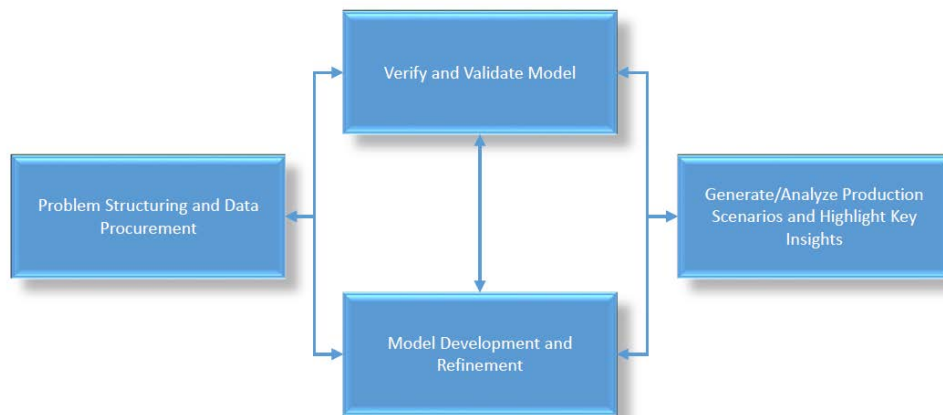 Verify and Validate Model
Problem Structuring and Data
Procurement
Generate/Analyze Production
Scenarios and Highlight Key
Insights
Model Development and
Refinement